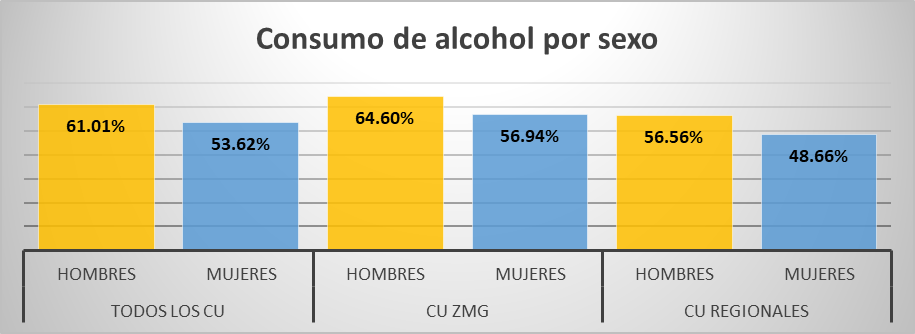 Consumo de alcohol por sexo
61.01%
53.62%
64.60%
56.94%
56.56%
48.66%
HOMBRES MUJERES HOMBRES MUJERES HOMBRES MUJERES
TODOS LOS CU CU ZMG CU REGIONALES